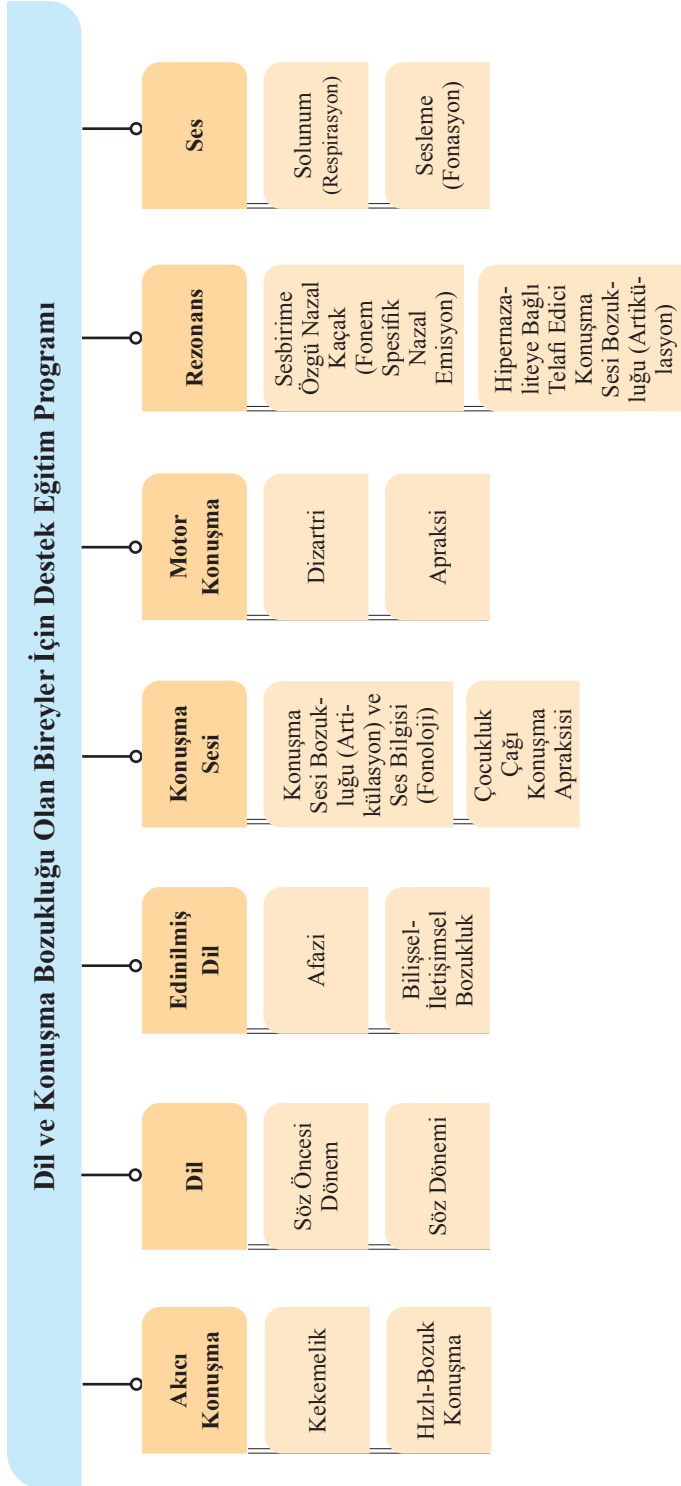 Dil ve Konuşma Bozukluğu Olan Bireyler İçin Destek Eğitim Programı
Akıcı
Konuşma
Kekemelik
Hızlı-Bozuk
Konuşma
Dil
Söz Öncesi
Dönem
Söz Dönemi
Edinilmiş
Dil
Afazi
Bilişsel-
İletişimsel
Bozukluk
Konuşma
Sesi
Konuşma
Sesi Bozuk-
luğu (Arti-
külasyon) ve
Ses Bilgisi
(Fonoloji)
Çocukluk
Çağı
Konuşma
Apraksisi
Motor
Konuşma
Dizartri
Apraksi
Rezonans
Sesbirime
Özgü Nazal
Kaçak
(Fonem
Spesifik
Nazal
Emisyon)
Hipernaza-
liteye Bağlı
Telafi Edici
Konuşma
Sesi Bozuk-
luğu (Artikü-
lasyon)
Ses
Solunum
(Respirasyon)
Sesleme
(Fonasyon)